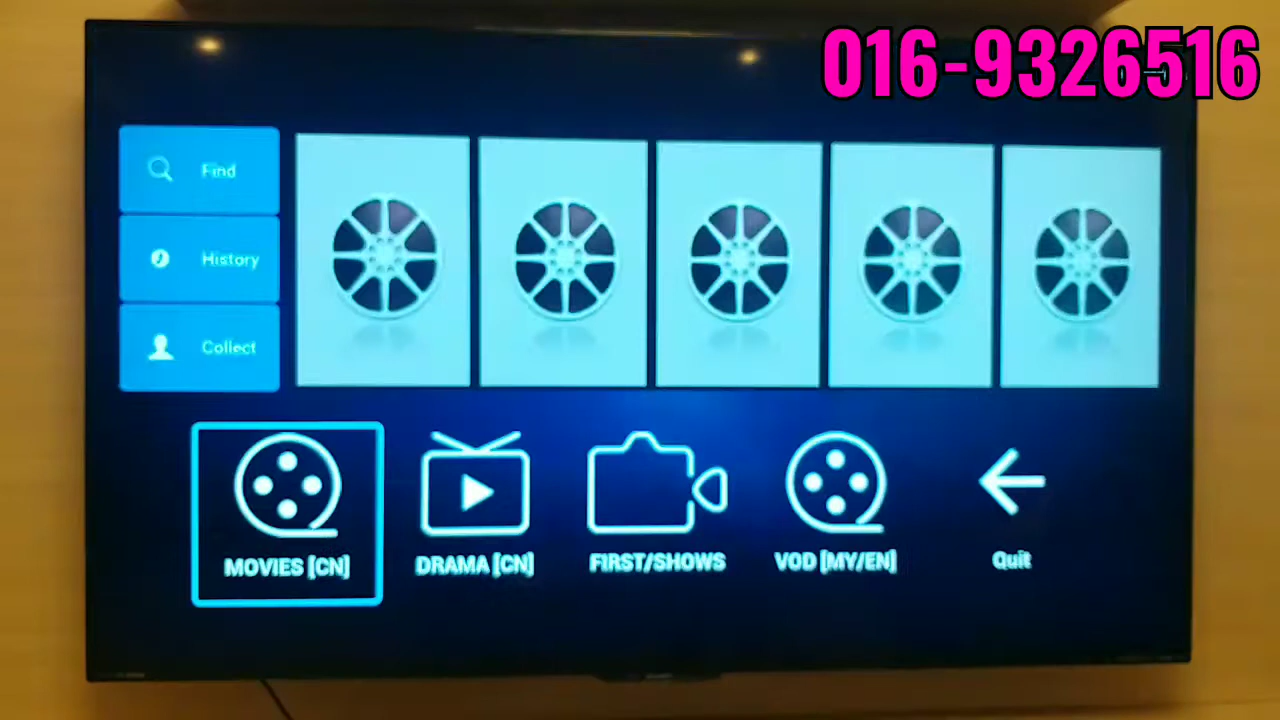 016-9326516
Find
History
Collect
MOVIES [CN]
DRAMA [CN]
FIRST/SHOWS
VOD [MY/EN]
Quit